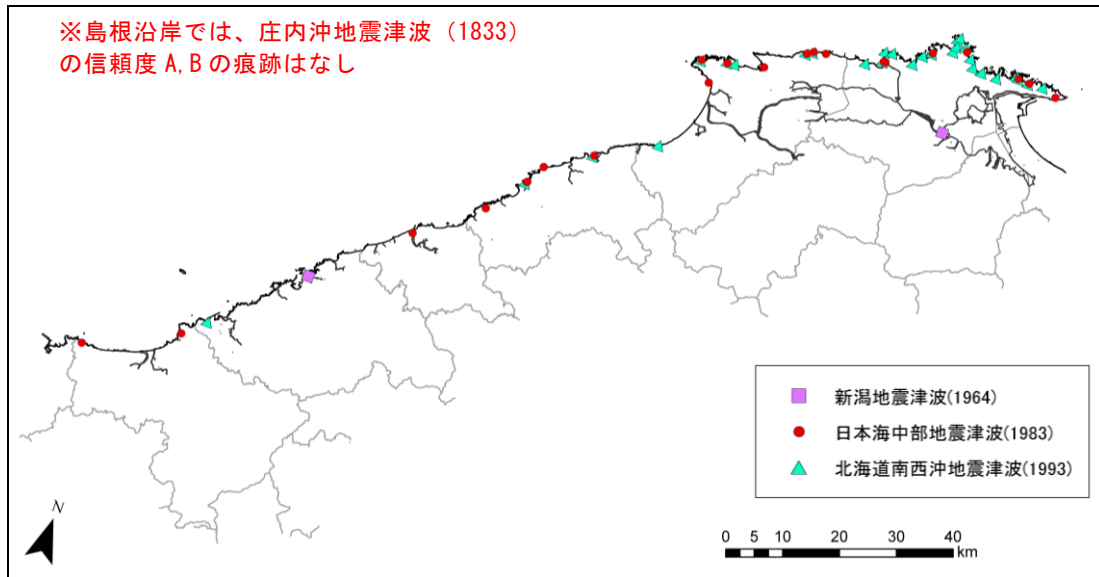 ※島根沿岸では、庄内沖地震津波（1833）
の信頼度 A,B の痕跡はなし
新潟地震津波(1964)
日本海中部地震津波(1983)
北海道南西沖地震津波(1993)
N
0 5 10 20 30 40
km